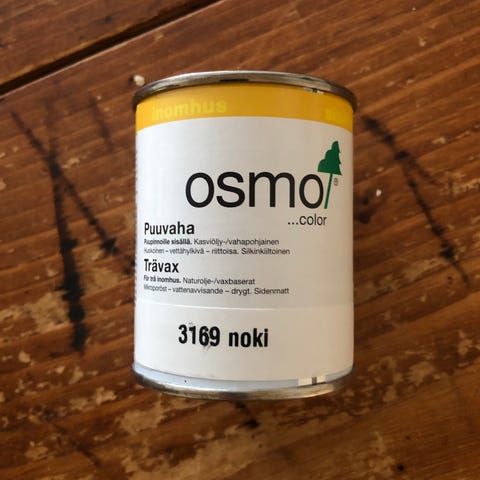 inomhus
osmo®
...color
Puuvaha
Puupinnoille sisällä. Kasviöljy-/vahapohjainen
Huokoinen – vettähylkivä – riittoisa. Silkinkiiltoinen
Trävax
För trä inomhus. Naturolje-/vaxbaserat
Mikroporöst – vattenavvisande – drygt. Sidenmatt
3169 noki